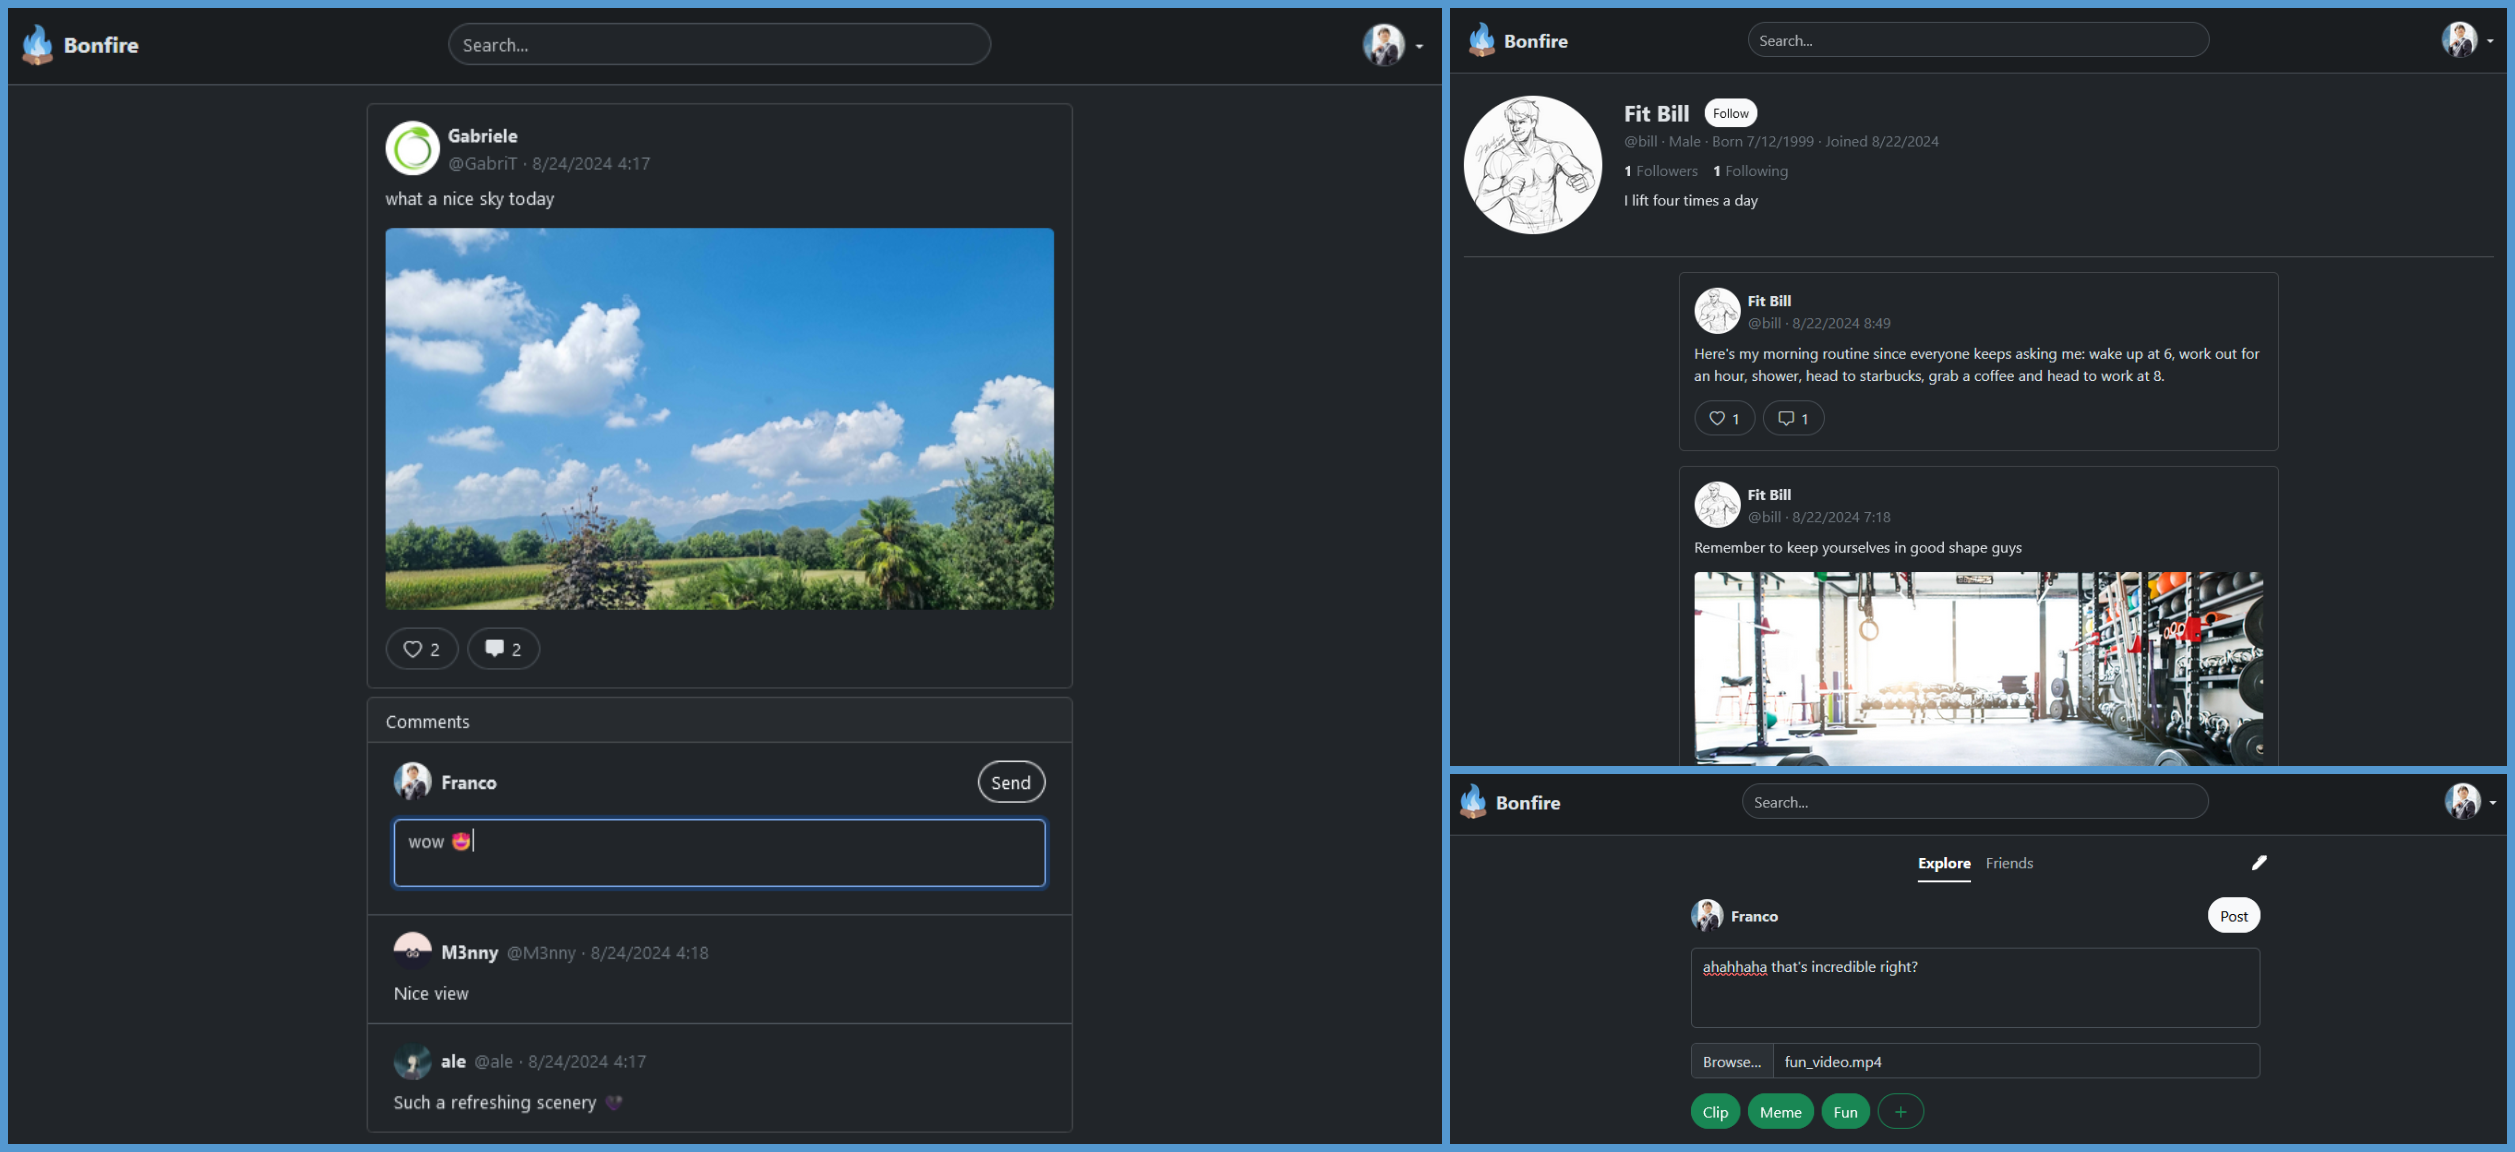 Bonfire
Search...
Gabriele
@GabriT · 8/24/2024 4:17
what a nice sky today
2 2
Comments
Franco
Send
wow 😍
M3nny @M3nny · 8/24/2024 4:18
Nice view
ale @ale · 8/24/2024 4:17
Such a refreshing scenery 🖤
Bonfire
Search...
Fit Bill Follow
@bill · Male · Born 7/12/1999 · Joined 8/22/2024
1 Followers 1 Following
I lift four times a day
Fit Bill
@bill · 8/22/2024 8:49
Here's my morning routine since everyone keeps asking me: wake up at 6, work out for
an hour, shower, head to starbucks, grab a coffee and head to work at 8.
1 1
Fit Bill
@bill · 8/22/2024 7:18
Remember to keep yourselves in good shape guys
Bonfire
Search...
Explore Friends
Franco
Post
ahahhaha that's incredible right?
Browse... fun_video.mp4
Clip Meme Fun +